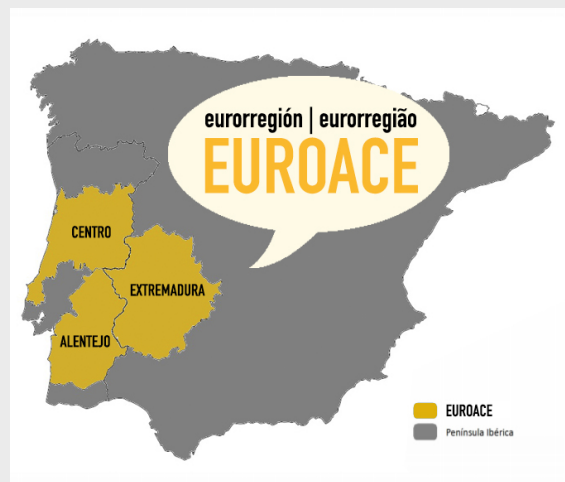 eurorregión | eurorregião
EUROACE
CENTRO
EXTREMADURA
ALENTEJO
EUROACE
Península Ibérica